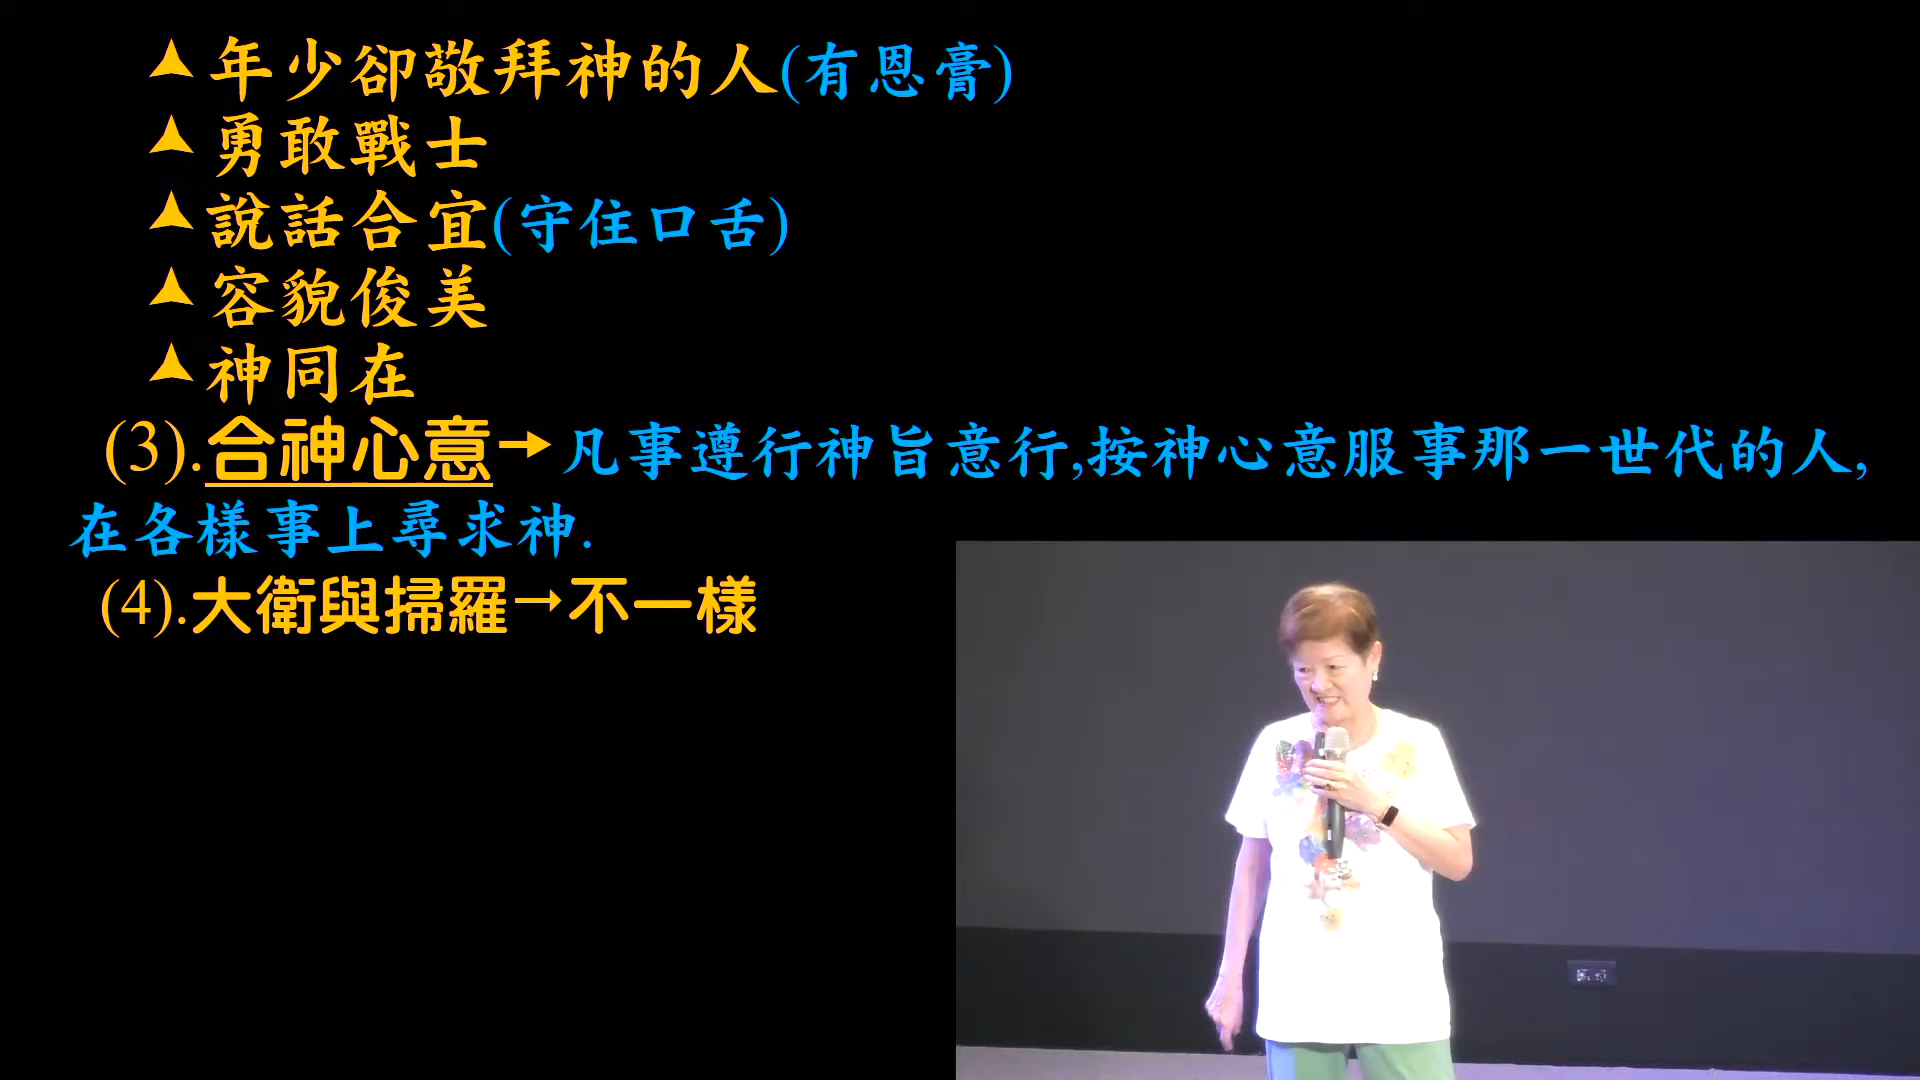 年少卻敬拜神的人(有恩膏)
勇敢戰士
說話合宜(守住口舌)
容貌俊美
神同在
(3).合神心意→凡事遵行神旨意行,按神心意服事那一世代的人,
在各樣事上尋求神.
(4).大衛與掃羅→不一樣